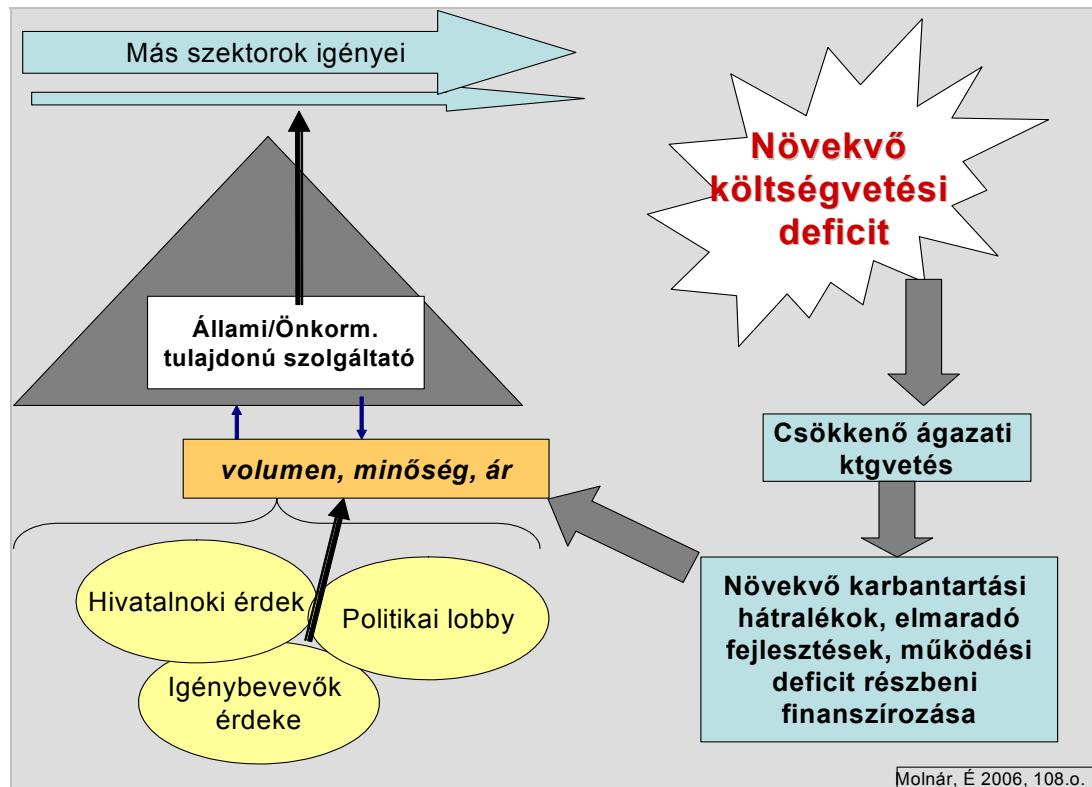 Más szektorok igényei
Növekvő
költségvetési
deficit
Állami/Önkorm.
tulajdonú szolgáltató
volumen, minőség, ár
Csökkenő ágazati
ktgvetés
Hivatalnoki érdek
Politikai lobby
Igénybevevők
érdeke
Növekvő karbantartási
hátralékok, elmaradó
fejlesztések, működési
deficit részbeni
finanszírozása
Molnár, É 2006, 108.o.